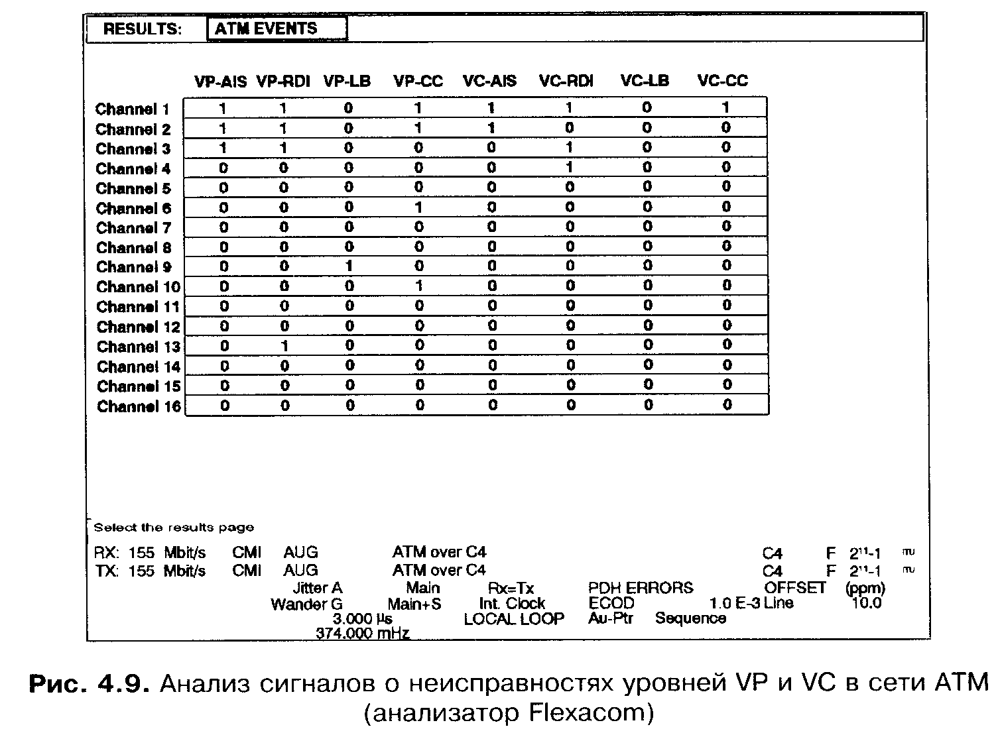 RESULTS: ATM EVENTS
VP-AIS VP-RDI VP-LB VP-CC VC-AIS VC-RDI VC-LB VC-CC
Channel 1 1 1 0 1 1 1 0 1
Channel 2 1 1 0 1 1 0 0 0
Channel 3 1 1 0 0 0 1 0 0
Channel 4 0 0 0 0 0 1 0 0
Channel 5 0 0 0 0 0 0 0 0
Channel 6 0 0 0 1 0 0 0 0
Channel 7 0 0 0 0 0 0 0 0
Channel 8 0 0 0 0 0 0 0 0
Channel 9 0 0 1 0 0 0 0 0
Channel 10 0 0 0 1 0 0 0 0
Channel 11 0 0 0 0 0 0 0 0
Channel 12 0 0 0 0 0 0 0 0
Channel 13 0 1 0 0 0 0 0 0
Channel 14 0 0 0 0 0 0 0 0
Channel 15 0 0 0 0 0 0 0 0
Channel 16 0 0 0 0 0 0 0 0
Select the results page
RX: 155 Mbit/s CMI AUG ATM over C4 C4 F 2¹¹-1
TX: 155 Mbit/s CMI AUG ATM over C4 C4 F 2¹¹-1
Jitter A Main Rx=Tx PDH ERRORS OFFSET (ppm)
Wander G Main+S Int. Clock ECOD 1.0 E-3 Line 10.0
3.000 µs LOCAL LOOP Au-Ptr Sequence
374.000 mHz
Рис. 4.9. Анализ сигналов о неисправностях уровней VP и VC в сети ATM
(анализатор Flexacom)